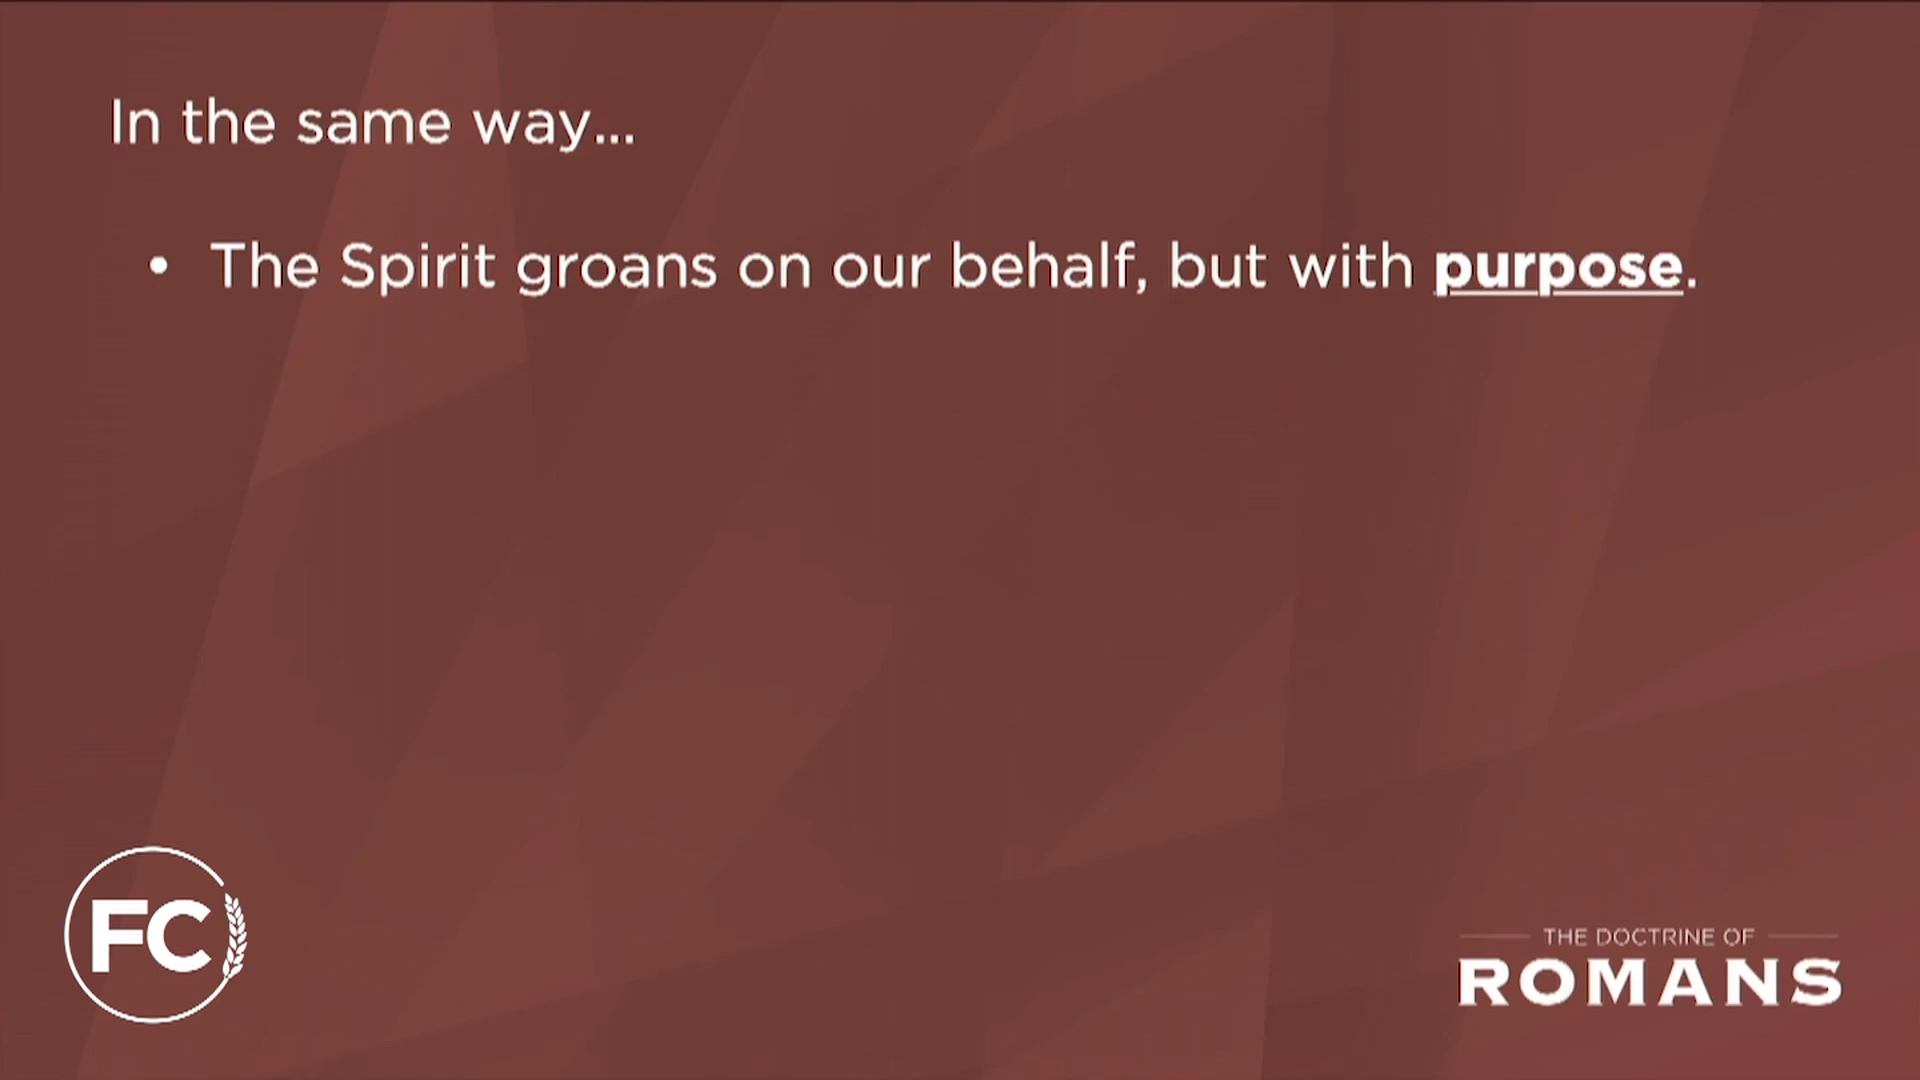 In the same way...
• The Spirit groans on our behalf, but with purpose.
FC
THE DOCTRINE OF
ROMANS